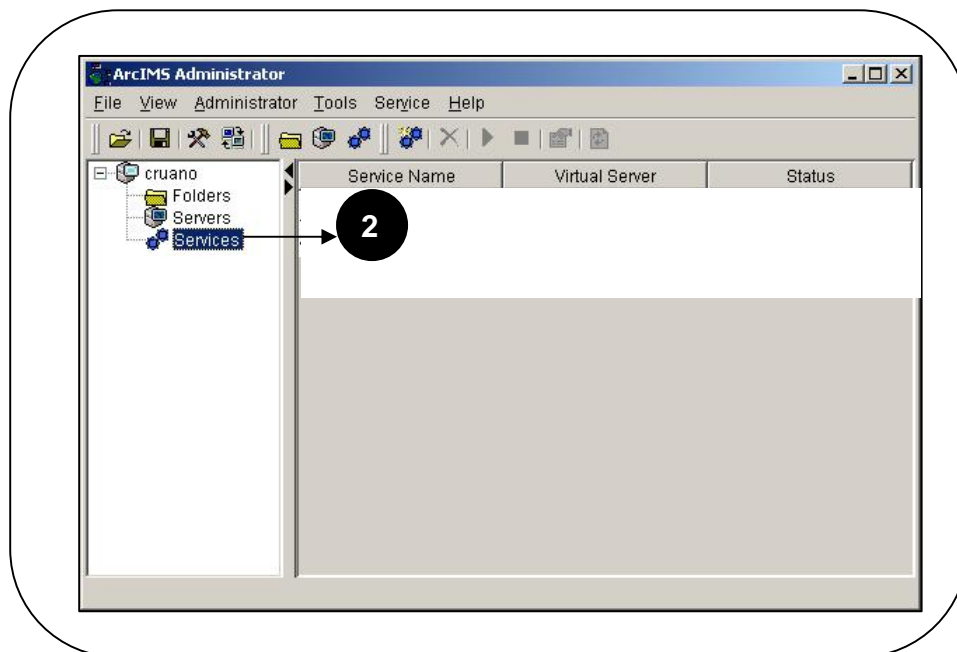 ArcIMS Administrator
File View Administrator Tools Service Help
cruano
Folders
Servers
Services
Service Name Virtual Server Status
2